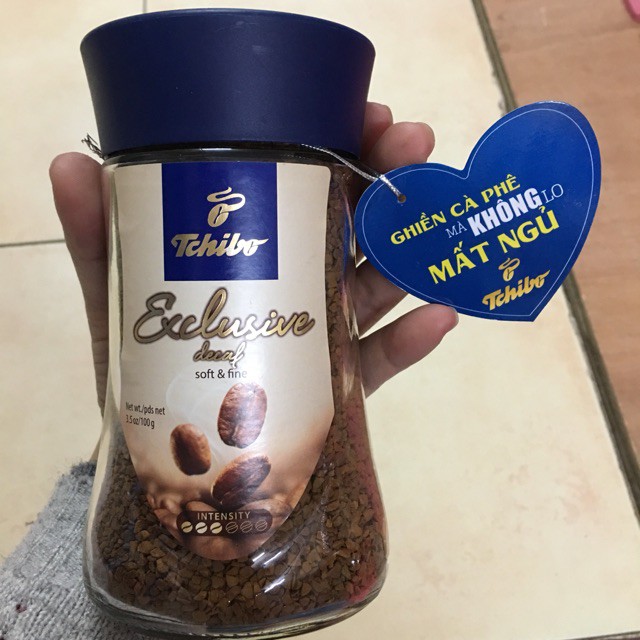 Tchibo
Exclusive
decaf
soft & fine
Net wt./pds net
3.5 oz/100 g
INTENSITY
GHIỀN CÀ PHÊ
MÀ KHÔNG LO
MẤT NGỦ
Tchibo